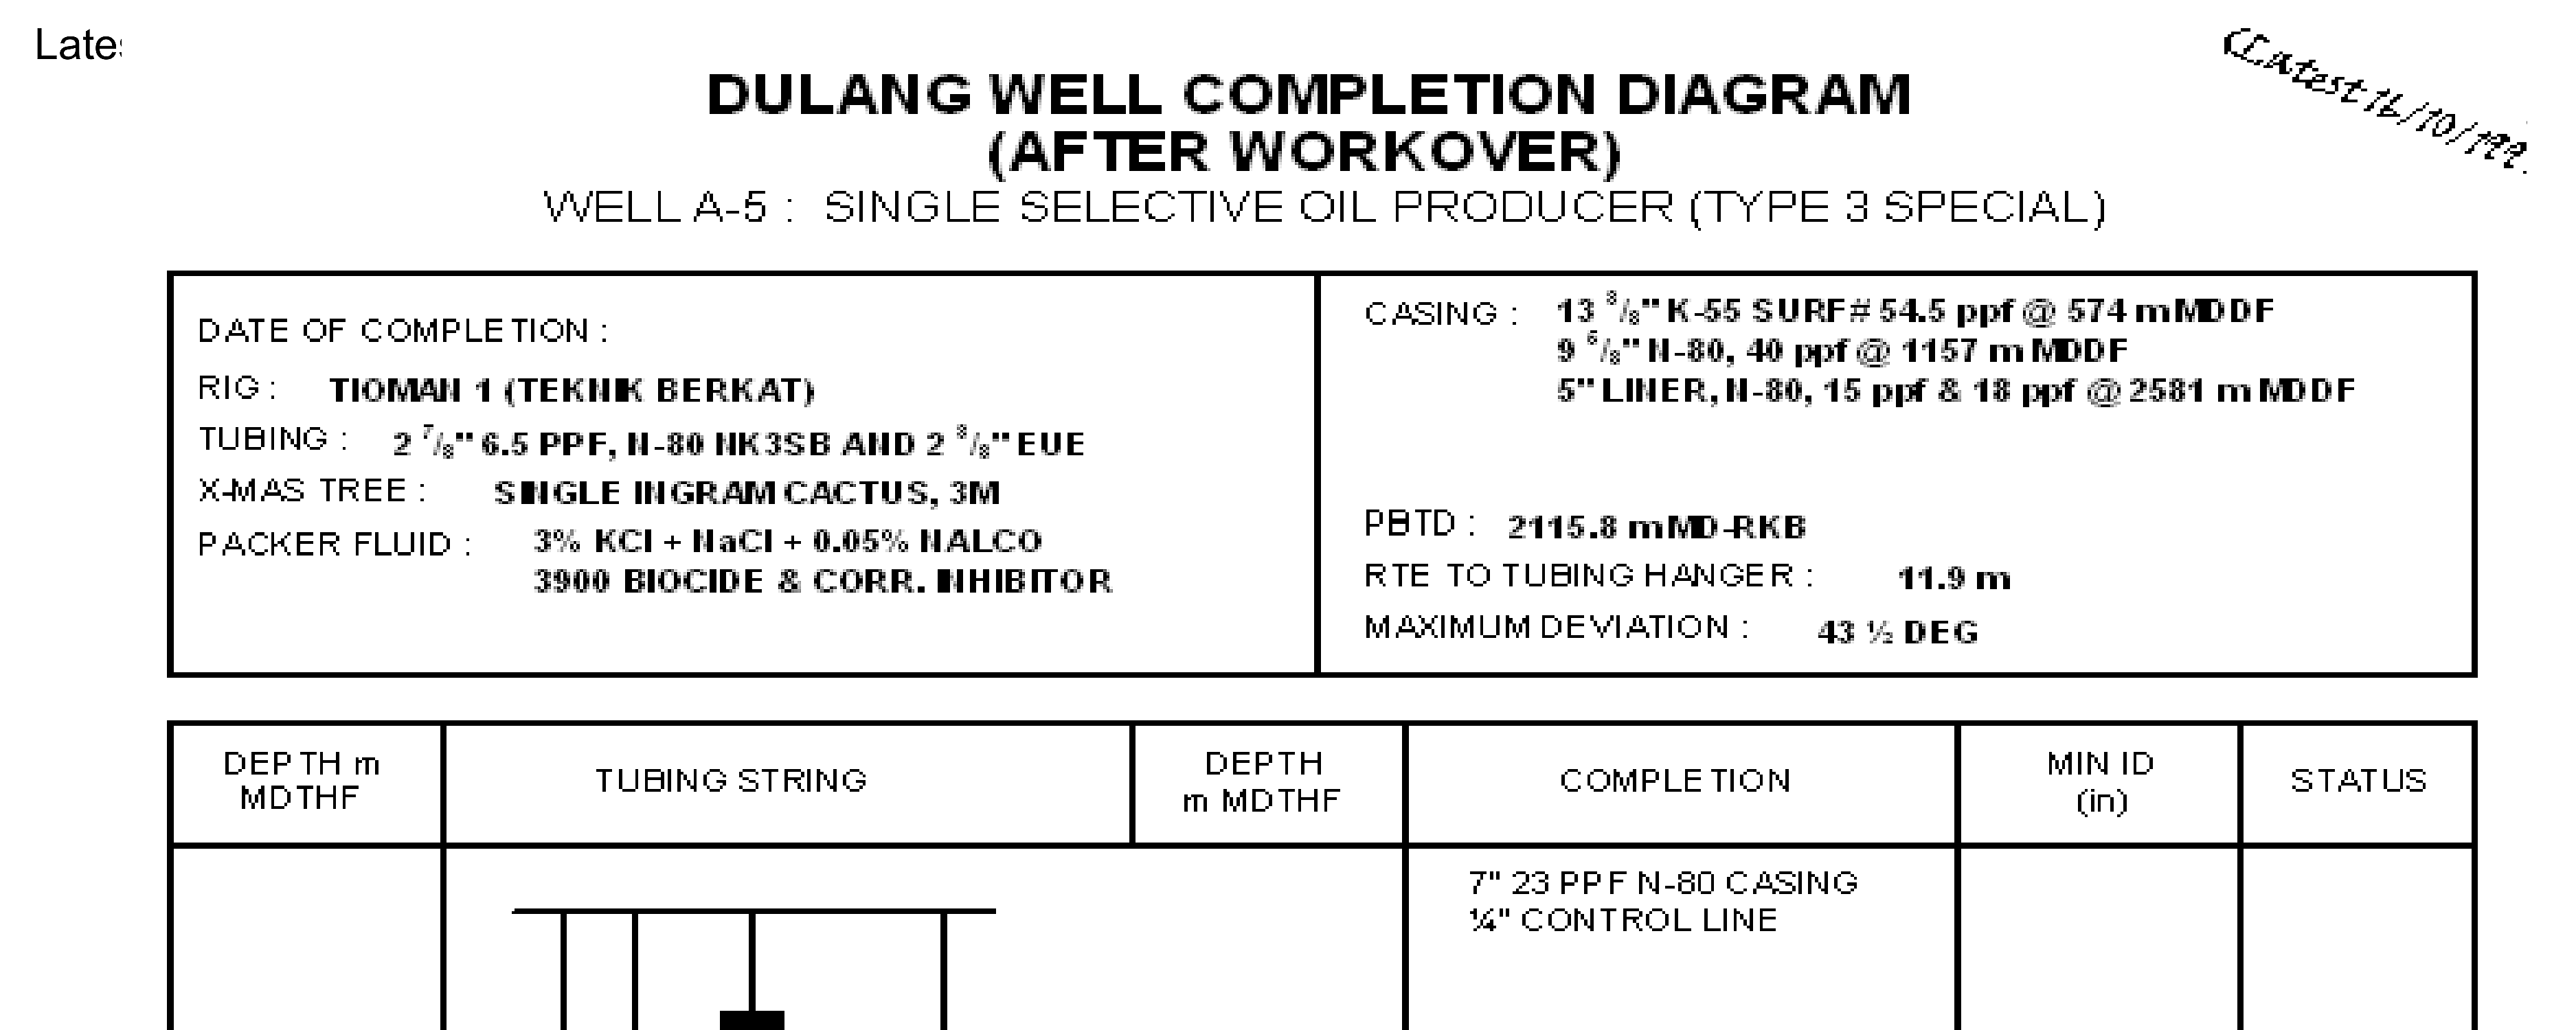 Lates
(Latest 16/10/199
DULANG WELL COMPLETION DIAGRAM
(AFTER WORKOVER)
WELL A-5 : SINGLE SELECTIVE OIL PRODUCER (TYPE 3 SPECIAL)
DATE OF COMPLETION :
RIG : TIOMAN 1 (TEKNIK BERKAT)
TUBING : 2 7/8" 6.5 PPF, N-80 NK3SB AND 2 3/8" EUE
X-MAS TREE : SINGLE INGRAM CACTUS, 3M
PACKER FLUID : 3% KCl + NaCl + 0.05% NALCO
3900 BIOCIDE & CORR. INHIBITOR
CASING : 13 3/8" K-55 SURF# 54.5 ppf @ 574 m MDDF
9 5/8" N-80, 40 ppf @ 1157 m MDDF
5" LINER, N-80, 15 ppf & 18 ppf @ 2581 m MDDF
PBTD : 2115.8 mMD-RKB
RTE TO TUBING HANGER : 11.9 m
MAXIMUM DEVIATION : 43 ½ DEG
DEPTH m
MDTHF
TUBING STRING
DEPTH
m MDTHF
COMPLETION
MIN ID
(in)
STATUS
7" 23 PPF N-80 CASING
¼" CONTROL LINE